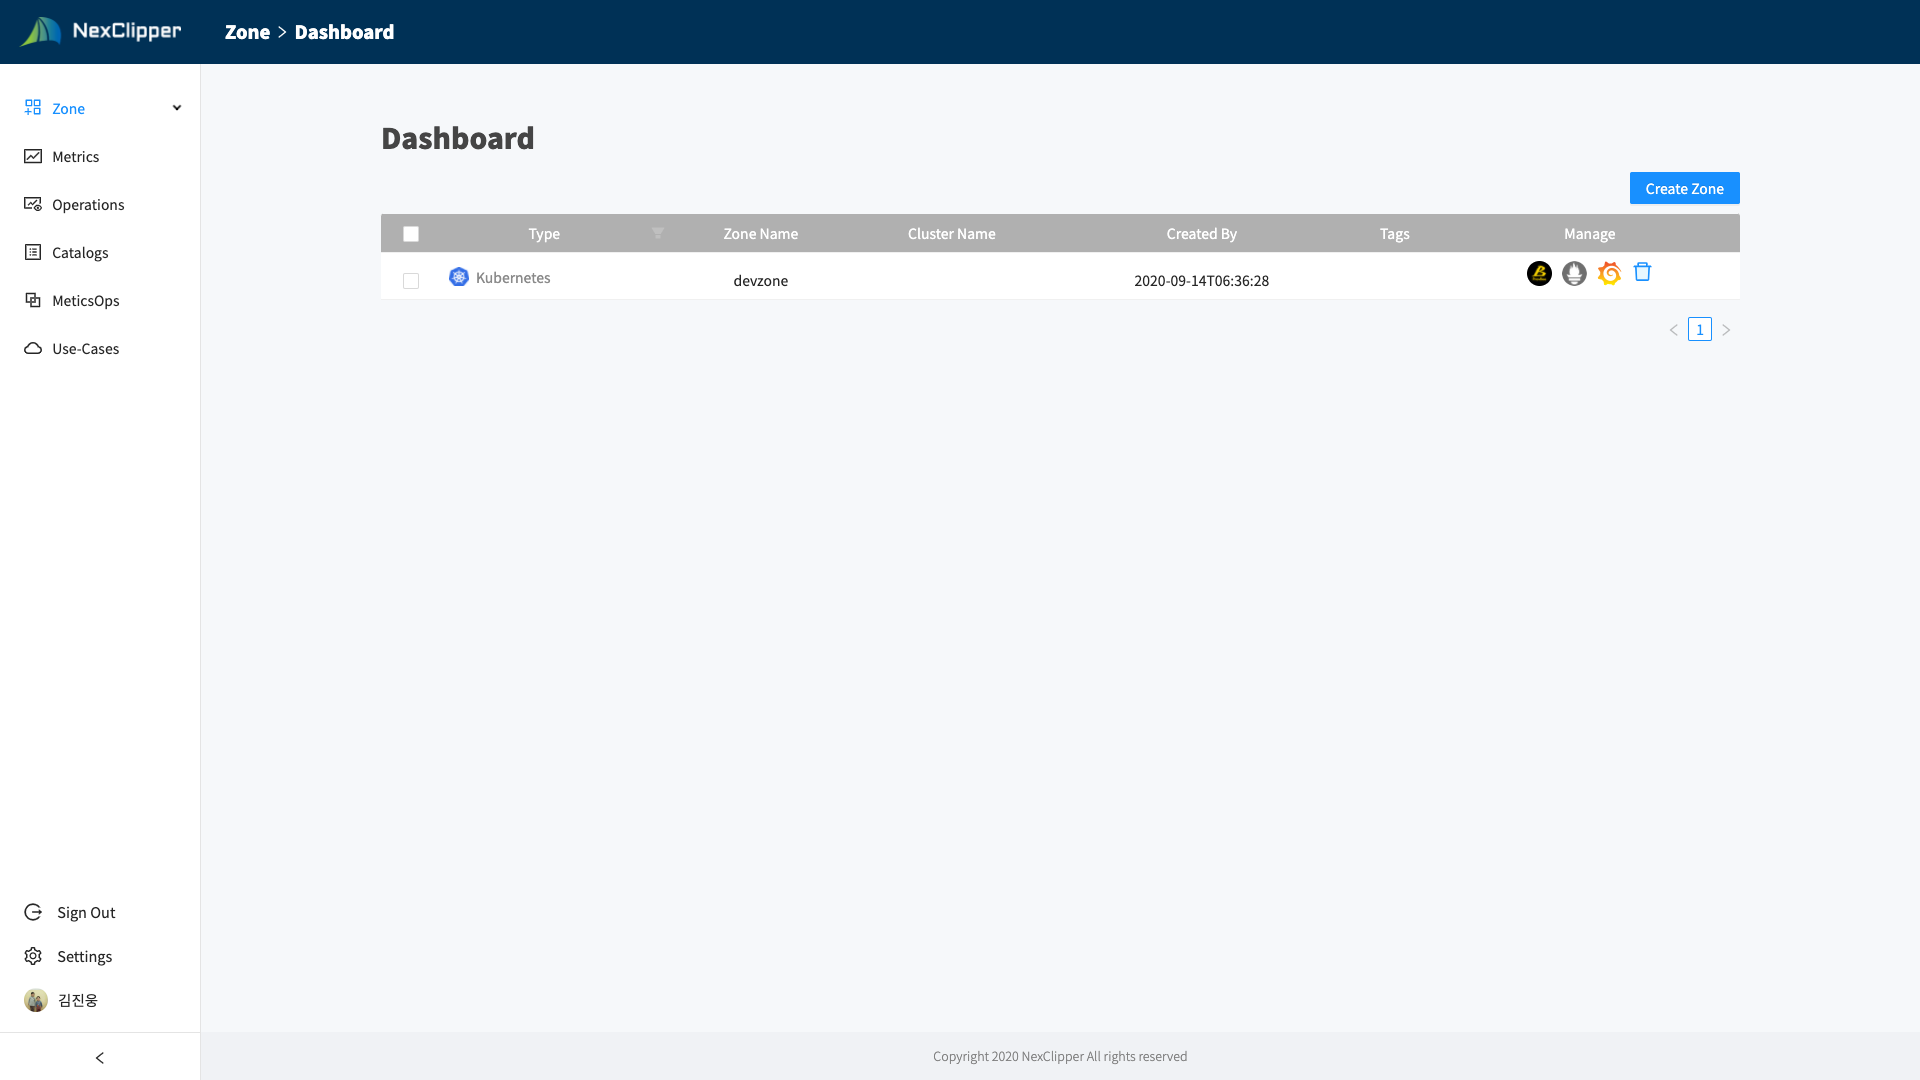 NexClipper
Zone > Dashboard
Zone
Metrics
Operations
Catalogs
MeticsOps
Use-Cases
Sign Out
Settings
김진웅
Dashboard
Create Zone
Type Zone Name Cluster Name Created By Tags Manage
Kubernetes devzone 2020-09-14T06:36:28
< 1 >
Copyright 2020 NexClipper All rights reserved